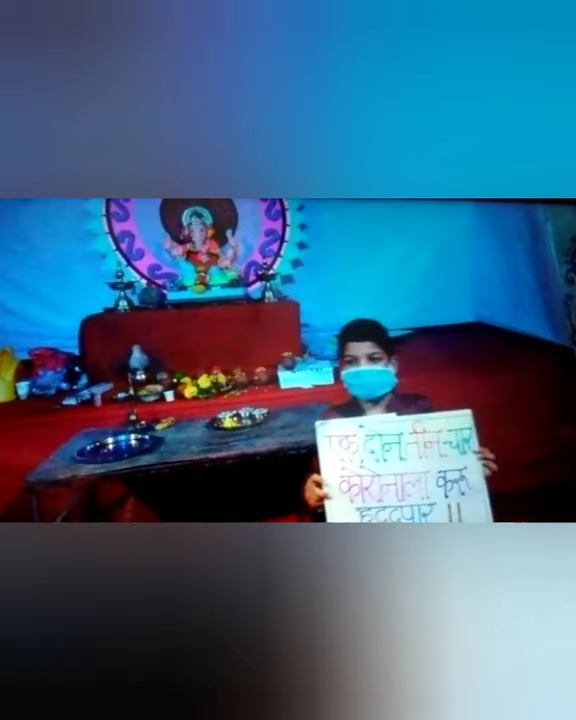 एक दोन तीन चार
कोरोनाला करू
हद्दपार !!